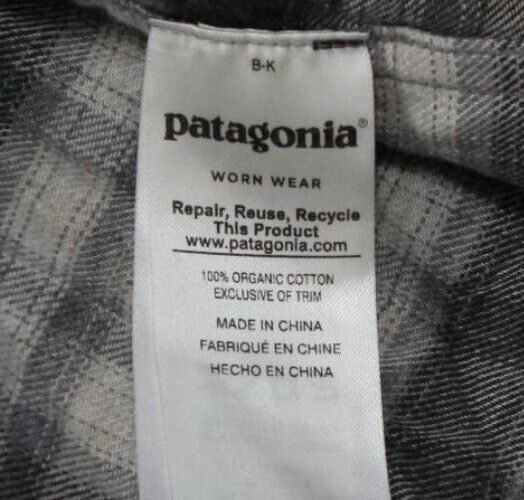 B-K
patagonia®
WORN WEAR
Repair, Reuse, Recycle
This Product
www.patagonia.com
100% ORGANIC COTTON
EXCLUSIVE OF TRIM
MADE IN CHINA
FABRIQUÉ EN CHINE
HECHO EN CHINA